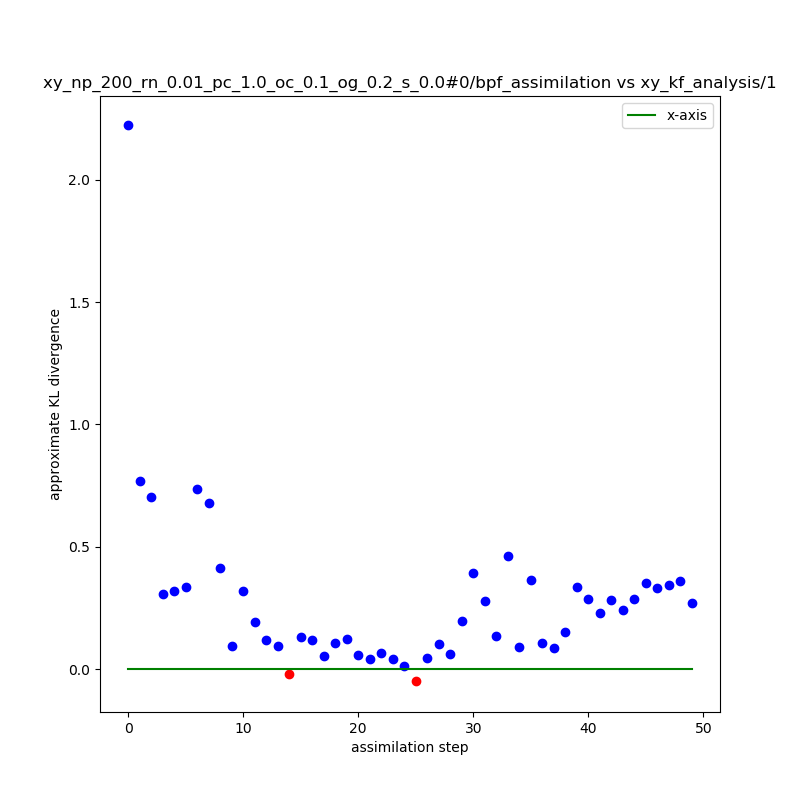 xy_np_200_rn_0.01_pc_1.0_oc_0.1_og_0.2_s_0.0#0/bpf_assimilation vs xy_kf_analysis/1
x-axis
2.0
1.5
1.0
0.5
0.0
approximate KL divergence
0 10 20 30 40 50
assimilation step